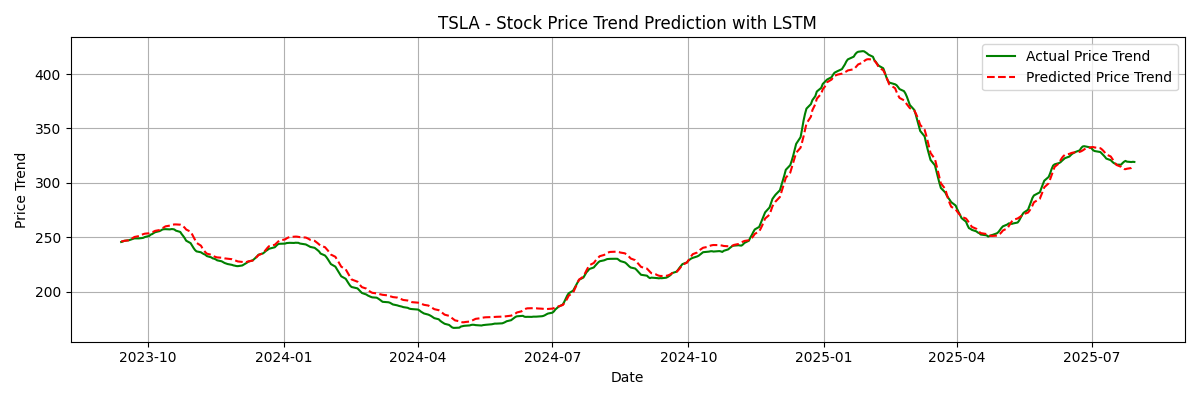 TSLA - Stock Price Trend Prediction with LSTM
Actual Price Trend
Predicted Price Trend
Price Trend
400
350
300
250
200
2023-10 2024-01 2024-04 2024-07 2024-10 2025-01 2025-04 2025-07
Date